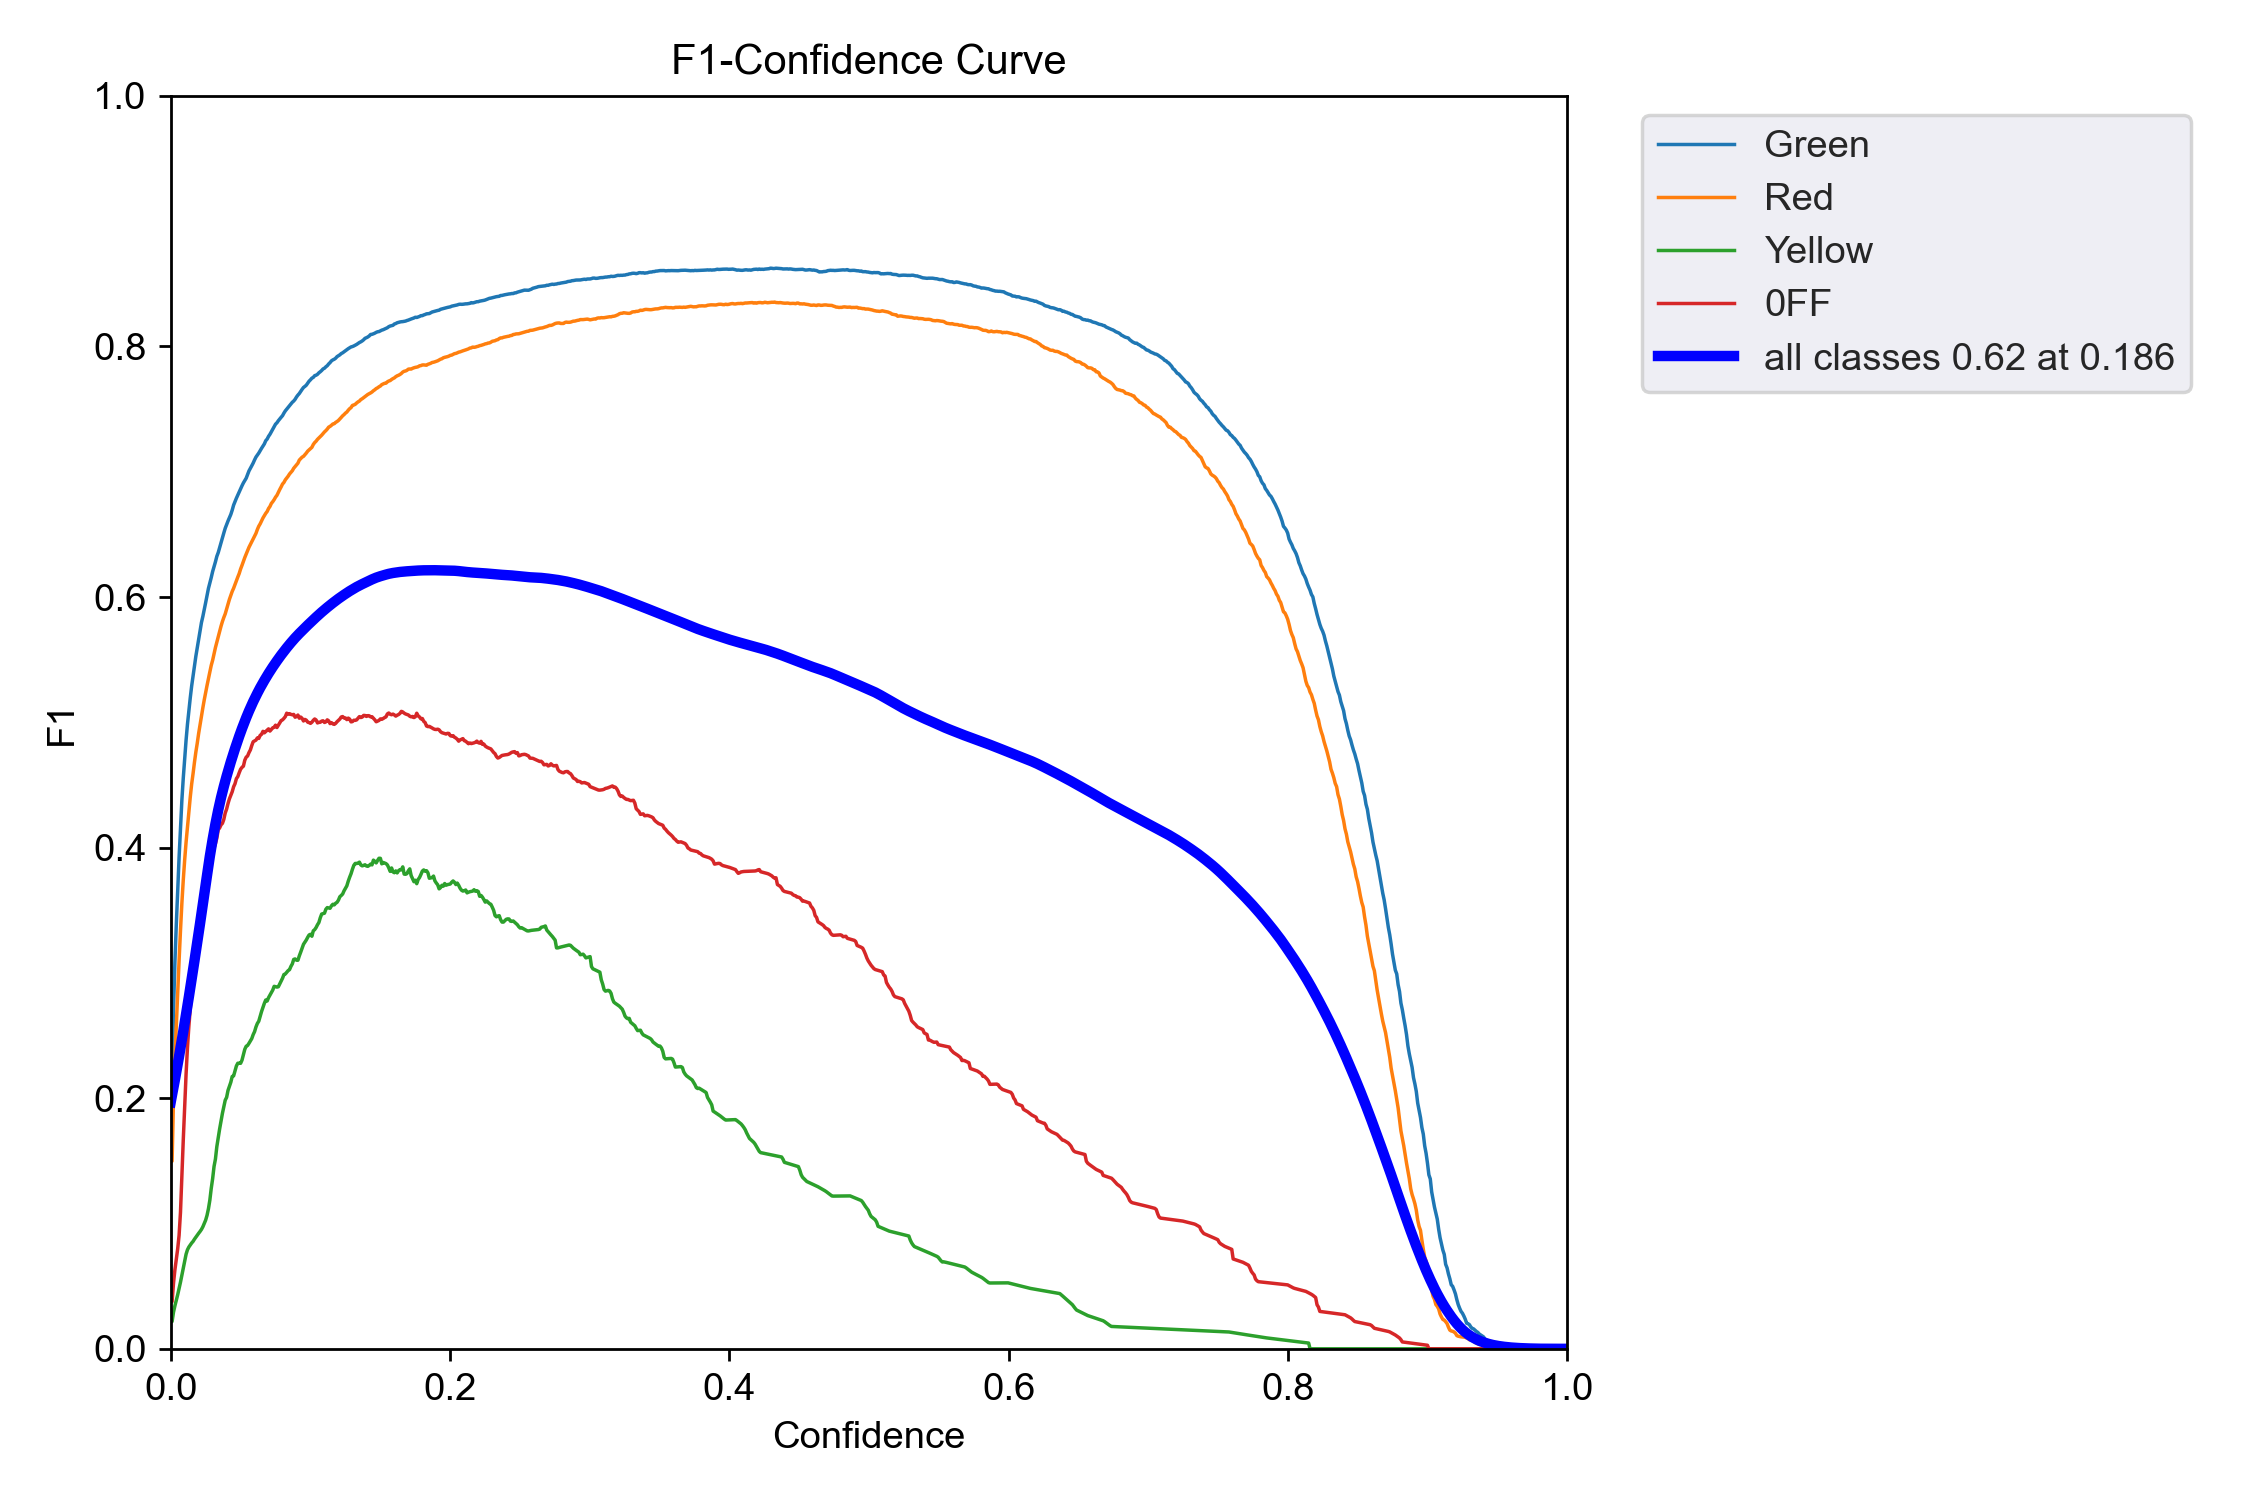 F1-Confidence Curve
1.0
0.8
0.6
0.4
0.2
0.0
F1
0.0 0.2 0.4 0.6 0.8 1.0
Confidence
Green
Red
Yellow
0FF
all classes 0.62 at 0.186